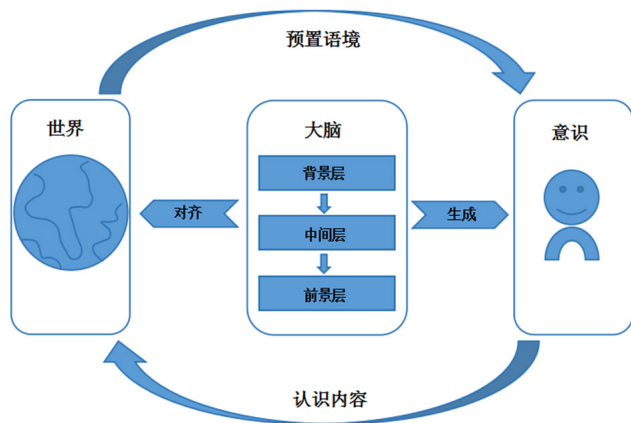 预置语境
世界
大脑
意识
背景层
对齐
中间层
生成
前景层
认识内容